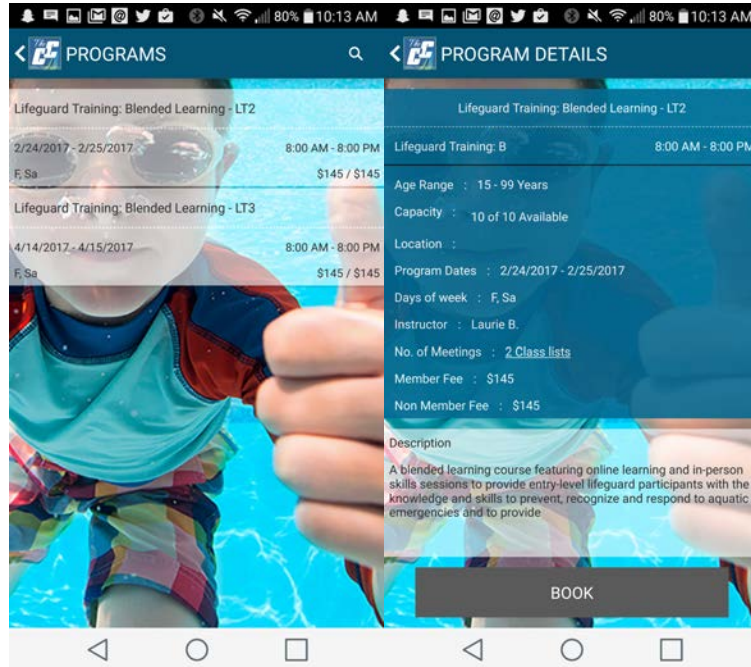 80% 10:13 AM
PROGRAMS
Lifeguard Training: Blended Learning - LT2
2/24/2017 - 2/25/2017 8:00 AM - 8:00 PM
F, Sa $145 / $145
Lifeguard Training: Blended Learning - LT3
4/14/2017 - 4/15/2017 8:00 AM - 8:00 PM
F, Sa $145 / $145
80% 10:13 AM
PROGRAM DETAILS
Lifeguard Training: Blended Learning - LT2
Lifeguard Training: B 8:00 AM - 8:00 PM
Age Range : 15 - 99 Years
Capacity : 10 of 10 Available
Location :
Program Dates : 2/24/2017 - 2/25/2017
Days of week : F, Sa
Instructor : Laurie B.
No. of Meetings : 2 Class lists
Member Fee : $145
Non Member Fee : $145
Description
A blended learning course featuring online learning and in-person
skills sessions to provide entry-level lifeguard participants with the
knowledge and skills to prevent, recognize and respond to aquatic
emergencies and to provide
BOOK